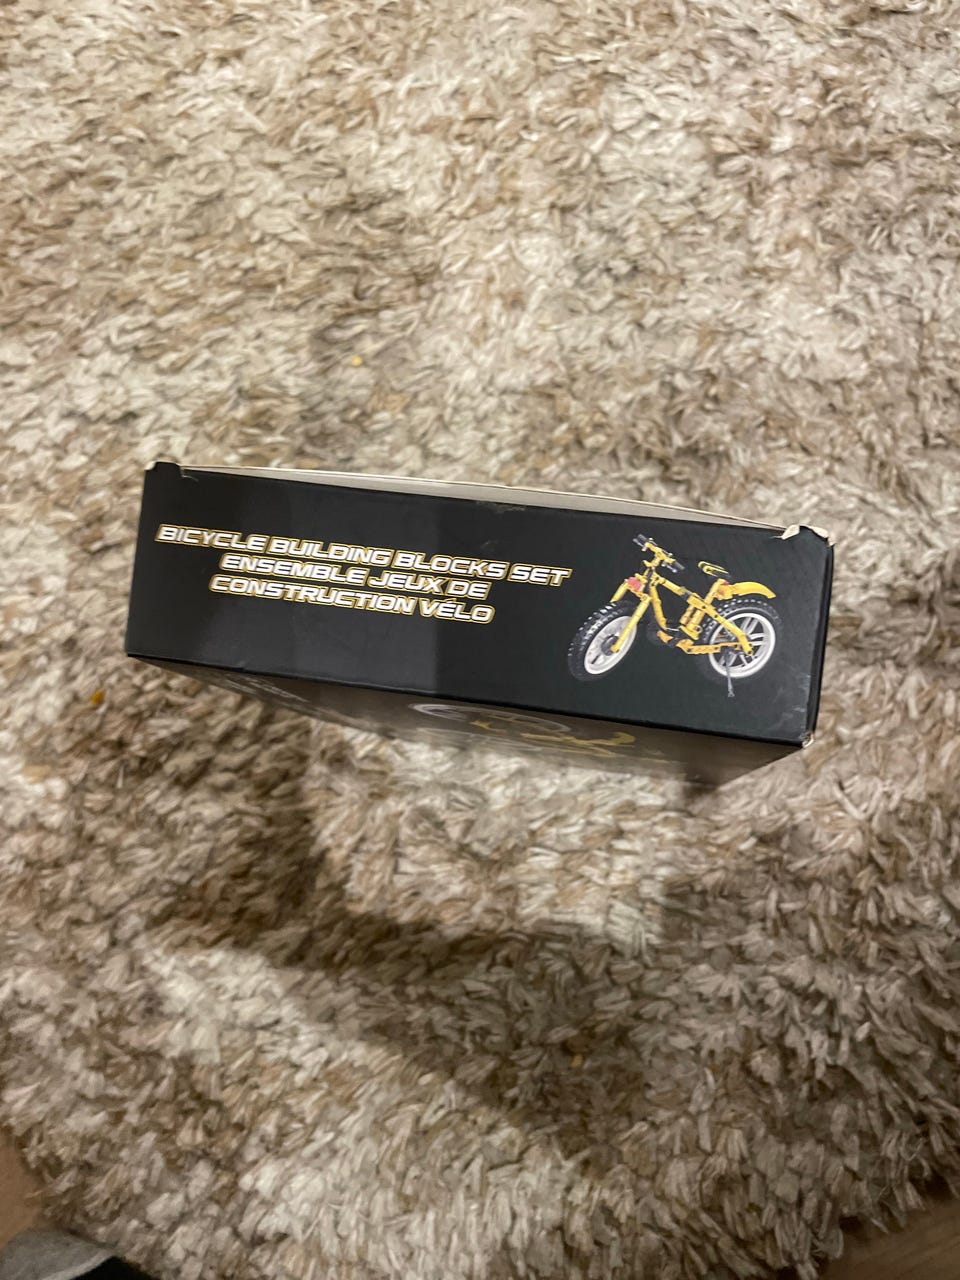 BICYCLE BUILDING BLOCKS SET
ENSEMBLE JEUX DE
CONSTRUCTION VÉLO